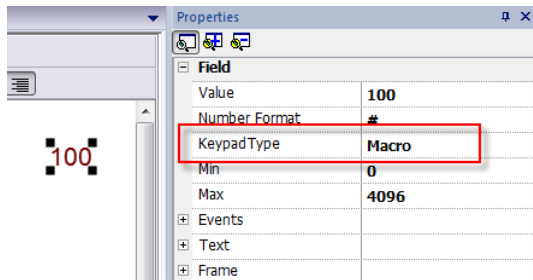 Properties
Field
Value 100
Number Format #
KeypadType Macro
Min 0
Max 4096
Events
Text
Frame
100